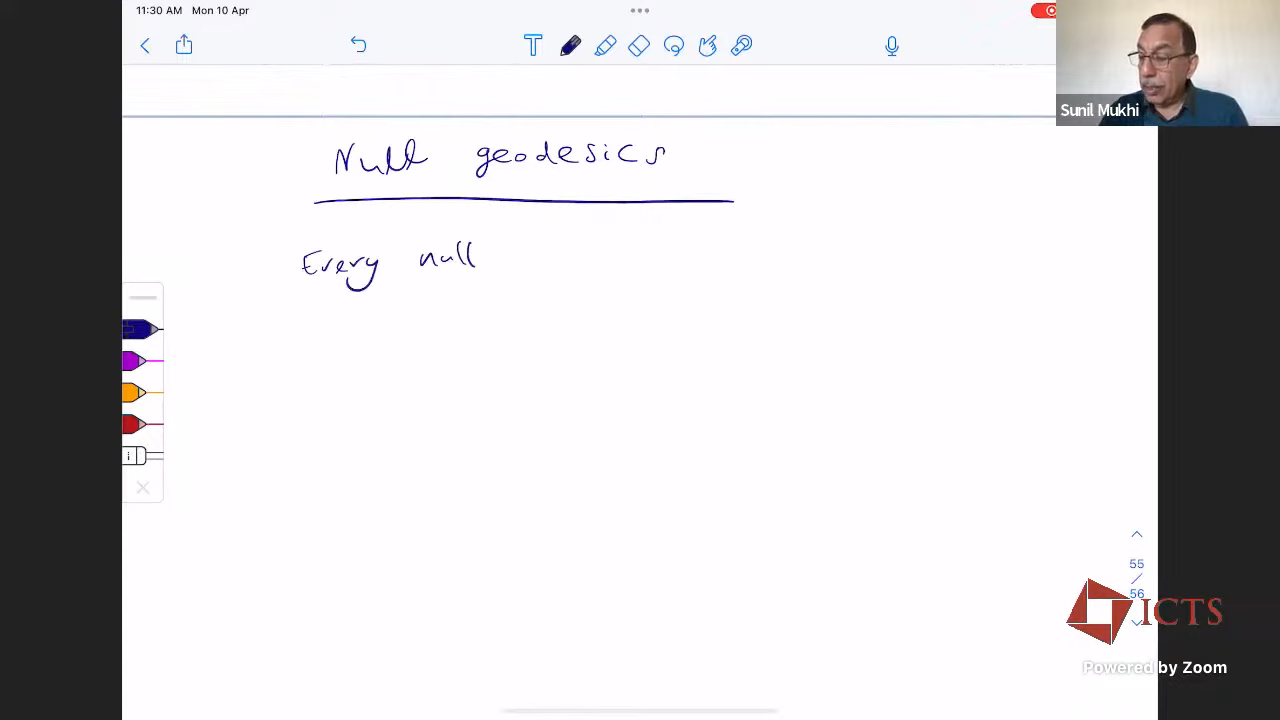 11:30 AM Mon 10 Apr
Sunil Mukhi
Null geodesics
Every null
55
/
56
ICTS
Powered by Zoom